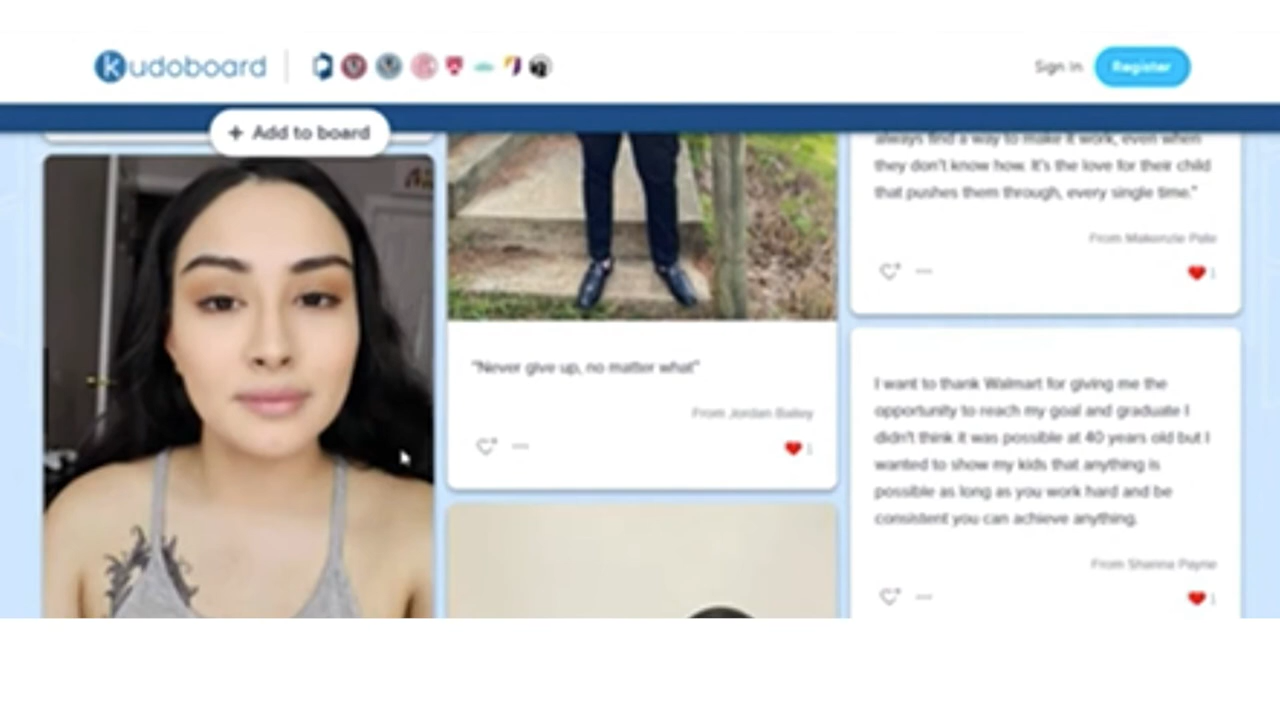 kudoboard
Sign In
Register
+ Add to board
"Never give up, no matter what"
From Jordan Bailey
always find a way to make it work, even when
they don't know how. It's the love for their child
that pushes them through, every single time."
From Makenzie Pate
1
I want to thank Walmart for giving me the
opportunity to reach my goal and graduate I
didn't think it was possible at 40 years old but I
wanted to show my kids that anything is
possible as long as you work hard and be
consistent you can achieve anything.
From Shanna Payne
1